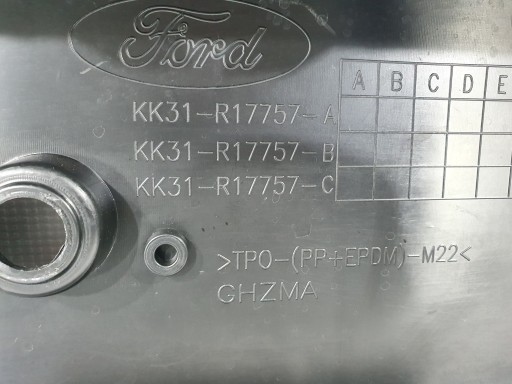 Ford
A B C D E
KK31-R17757-A
KK31-R17757-B
KK31-R17757-C
>TPO-(PP+EPDM)-M22<
GHZMA